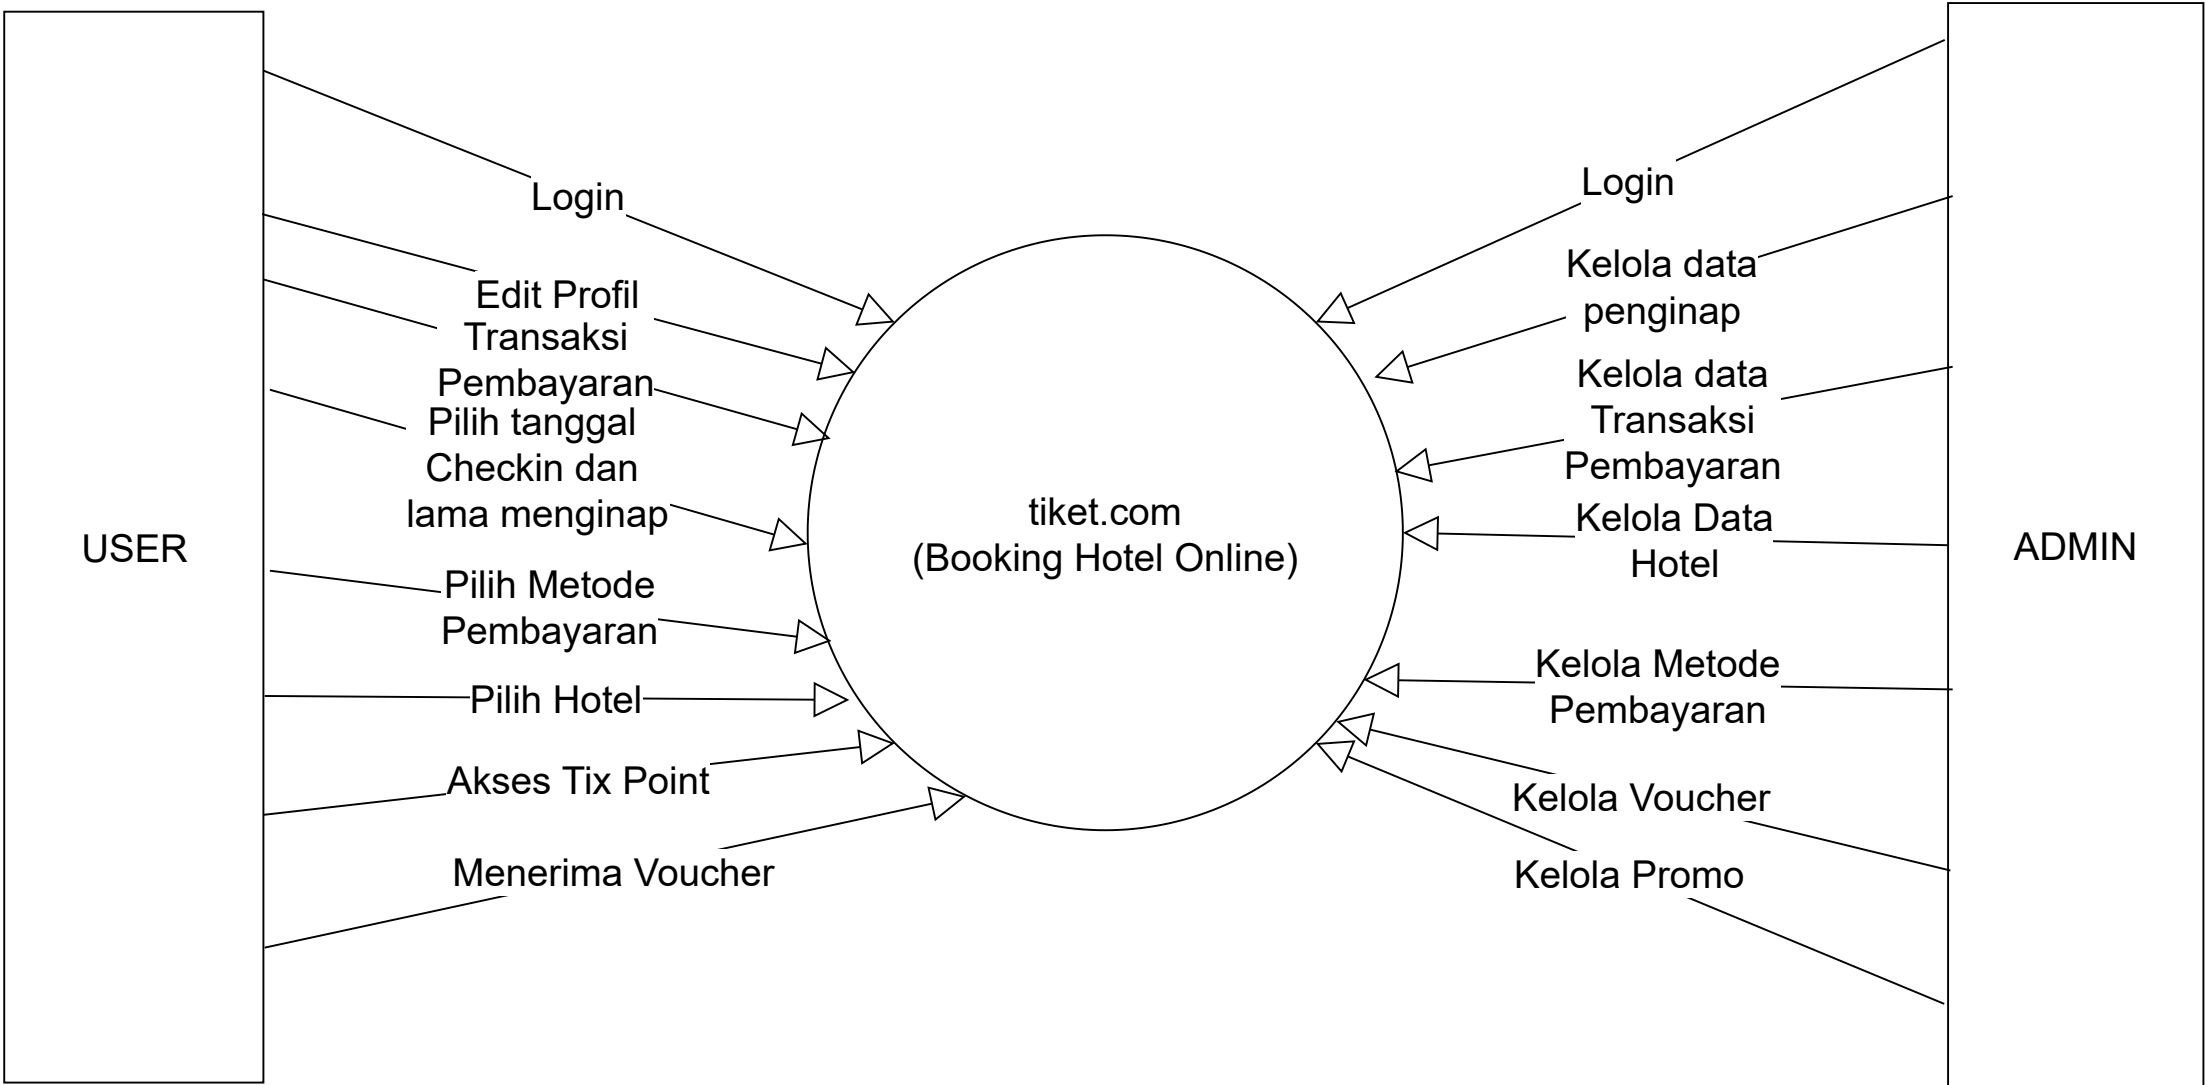 USER
Login
Edit Profil
Transaksi
Pembayaran
Pilih tanggal
Checkin dan
lama menginap
Pilih Metode
Pembayaran
Pilih Hotel
Akses Tix Point
Menerima Voucher
tiket.com
(Booking Hotel Online)
Login
Kelola data
penginap
Kelola data
Transaksi
Pembayaran
Kelola Data
Hotel
Kelola Metode
Pembayaran
Kelola Voucher
Kelola Promo
ADMIN